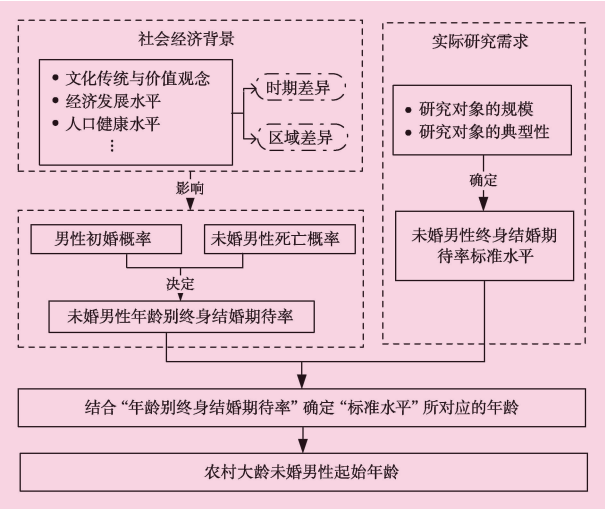 社会经济背景
• 文化传统与价值观念
• 经济发展水平
• 人口健康水平
⋮
时期差异
区域差异
影响
男性初婚概率
未婚男性死亡概率
决定
未婚男性年龄别终身结婚期待率
实际研究需求
• 研究对象的规模
• 研究对象的典型性
确定
未婚男性终身结婚期
待率标准水平
结合“年龄别终身结婚期待率”确定“标准水平”所对应的年龄
农村大龄未婚男性起始年龄